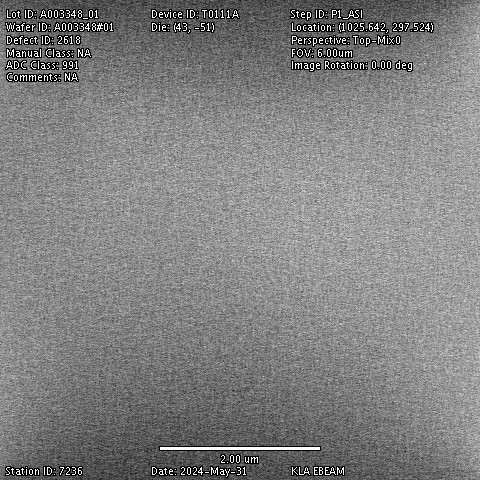 Lot ID: A003348_01
Device ID: T0111A
Step ID: P1_ASI
Wafer ID: A003348#01
Die: (43, -51)
Location: (1025.642, 297.524)
Defect ID: 2618
Perspective: Top-Mix0
Manual Class: NA
FOV: 6.00um
ADC Class: 991
Image Rotation: 0.00 deg
Comments: NA
2.00 um
Station ID: 7236
Date: 2024-May-31
KLA EBEAM